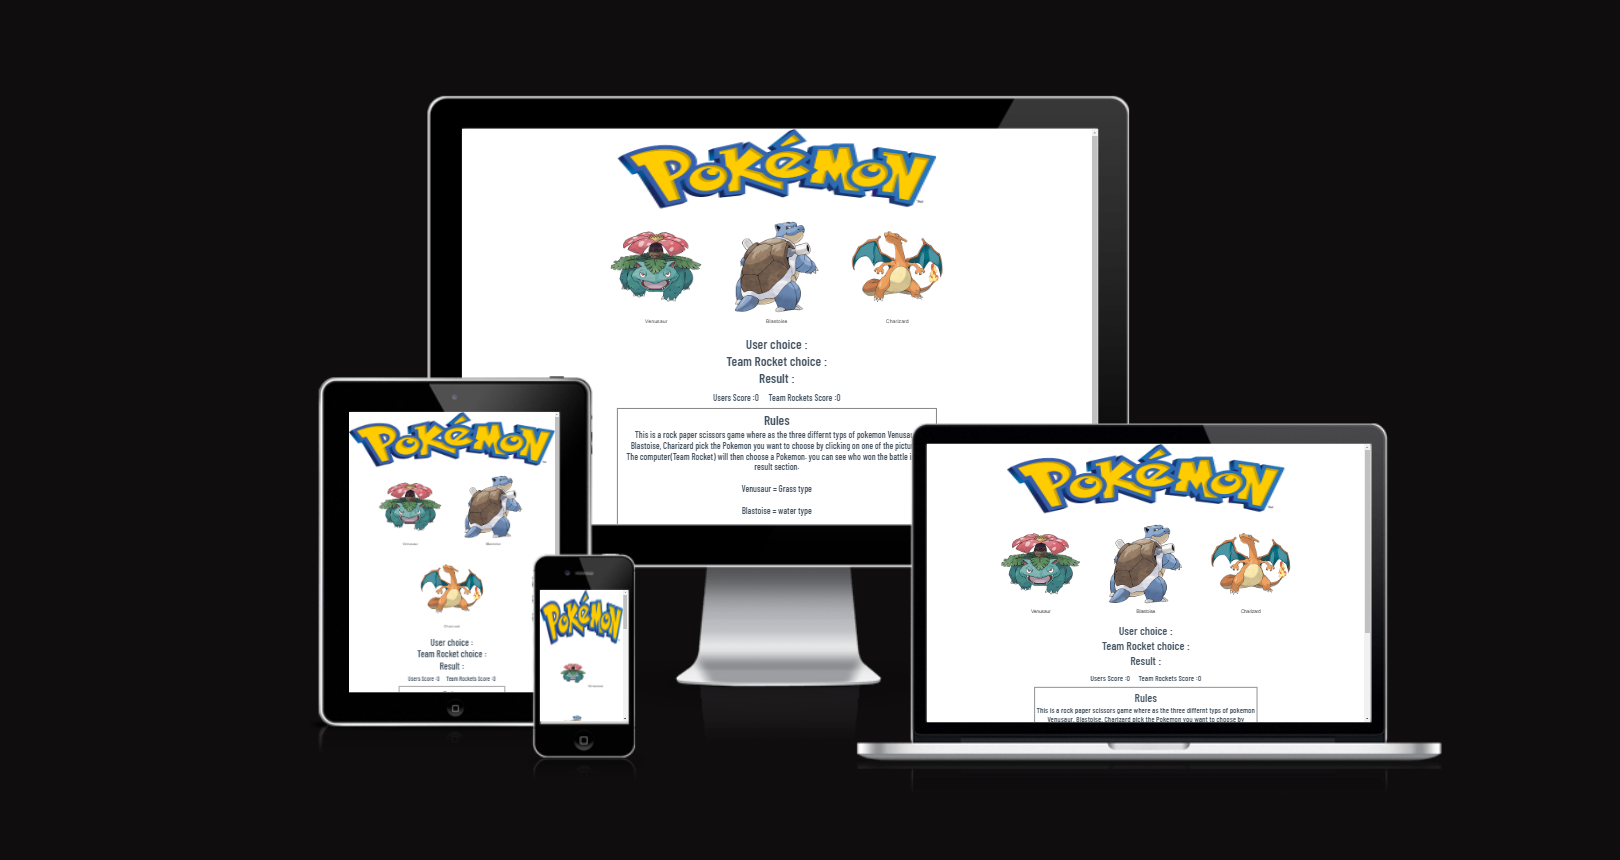 POKéMON
Venusaur
Blastoise
Charizard
User choice :
Team Rocket choice :
Result :
Users Score :0 Team Rockets Score :0
Rules
This is a rock paper scissors game where as the three differnt typs of pokemon
Blastoise, Charizard pick the Pokemon you want to choose by clicking on one of the
The computer(Team Rocket) will then choose a Pokemon. you can see who won the battle
result section.
Venusaur = Grass type
Blastoise = water type
POKéMON
Venusaur
Blastoise
Charizard
User choice :
Team Rocket choice :
Result :
Users Score :0 Team Rockets Score :0
POKéMON
Venusaur
POKéMON
Venusaur
Blastoise
Charizard
User choice :
Team Rocket choice :
Result :
Users Score :0 Team Rockets Score :0
Rules
This is a rock paper scissors game where as the three differnt typs of pokemon
Venusaur, Blastoise, Charizard pick the Pokemon you want to choose by